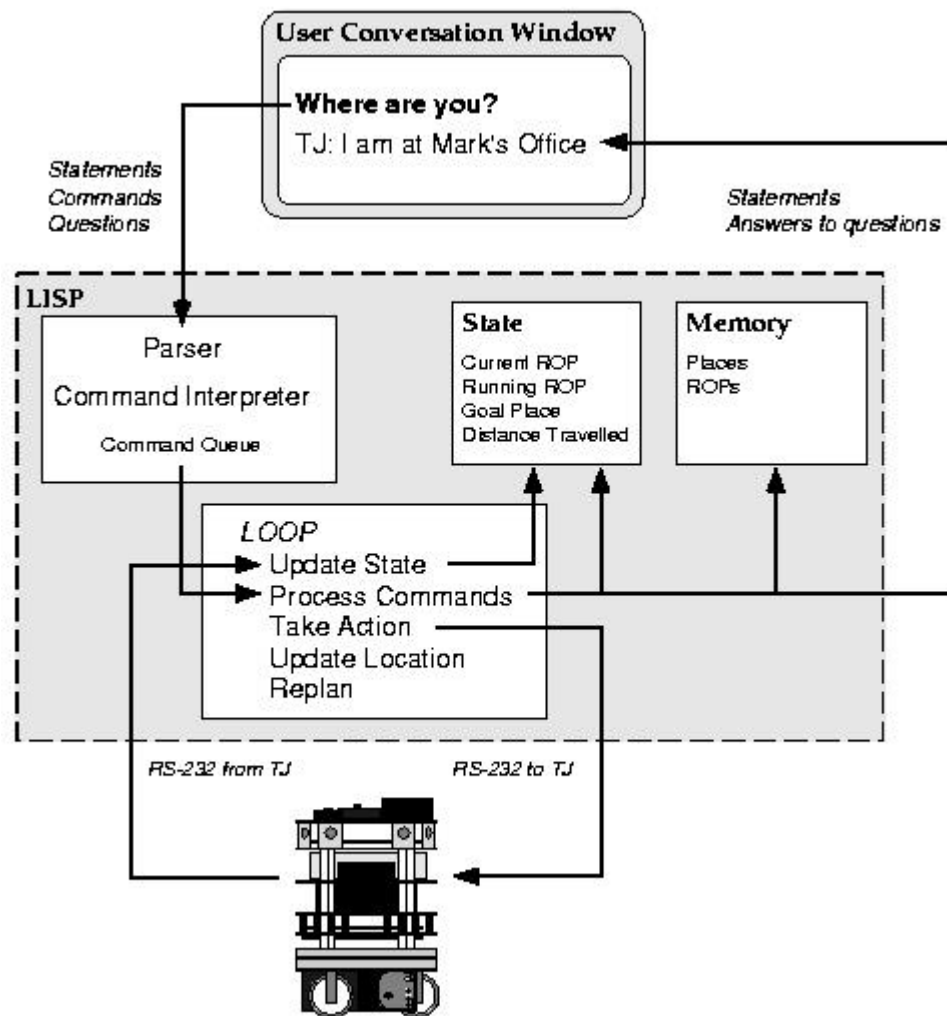 User Conversation Window
Where are you?
TJ: I am at Mark's Office
Statements
Commands
Questions
Statements
Answers to questions
LISP
Parser
Command Interpreter
Command Queue
State
Current ROP
Running ROP
Goal Place
Distance Travelled
Memory
Places
ROPs
LOOP
Update State
Process Commands
Take Action
Update Location
Replan
RS-232 from TJ
RS-232 to TJ